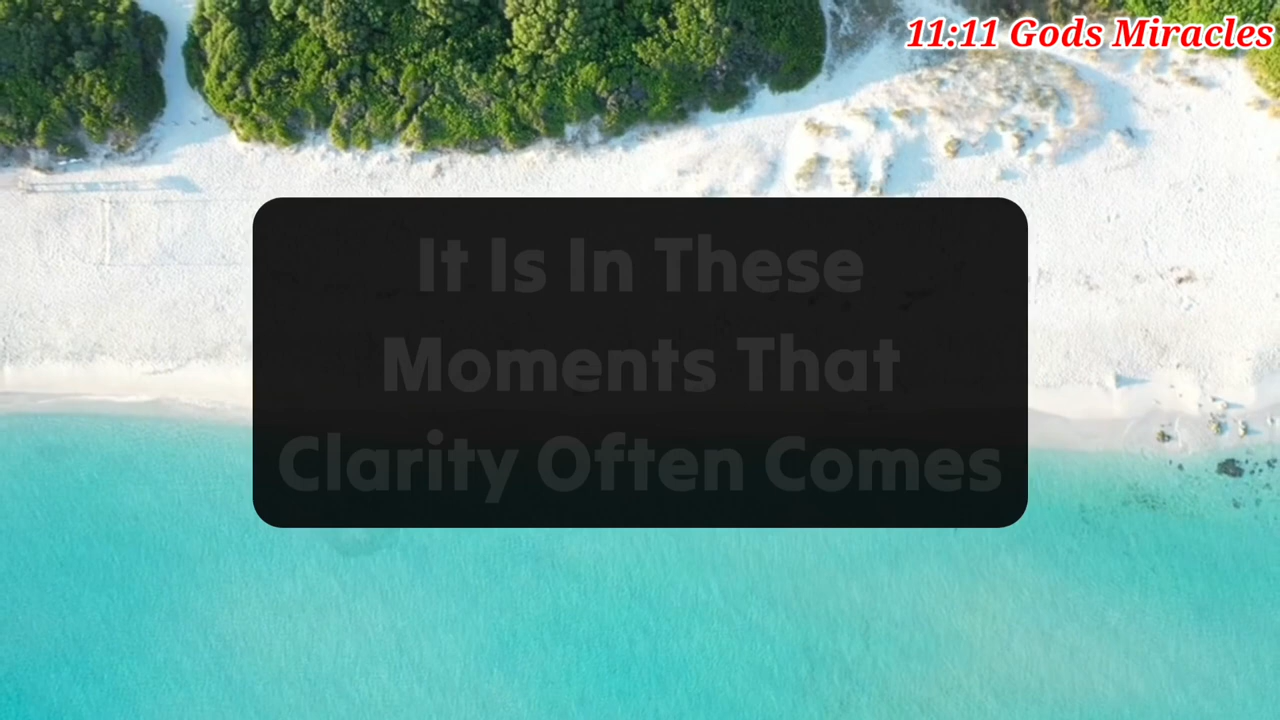 11:11 Gods Miracles
It Is In These
Moments That
Clarity Often Comes